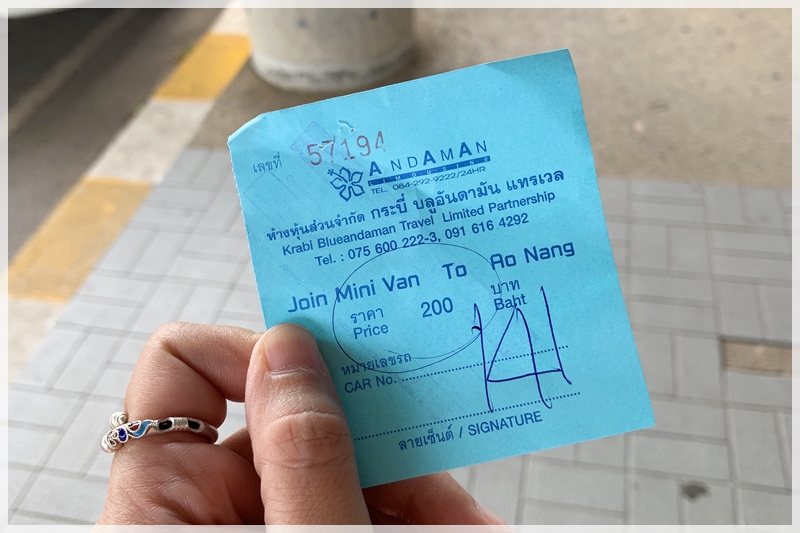 เลขที่ 57194
ANDAMAN
LIMOUSINE
TEL. 084-292-9222/24HR
ห้างหุ้นส่วนจำกัด กระบี่ บลูอันดามัน แทรเวล
Krabi Blueandaman Travel Limited Partnership
Tel. : 075 600 222-3, 091 616 4292
Join Mini Van To Ao Nang
ราคา 200 บาท
Price Baht
หมายเลขรถ
CAR No. 141
ลายเซ็นต์ / SIGNATURE